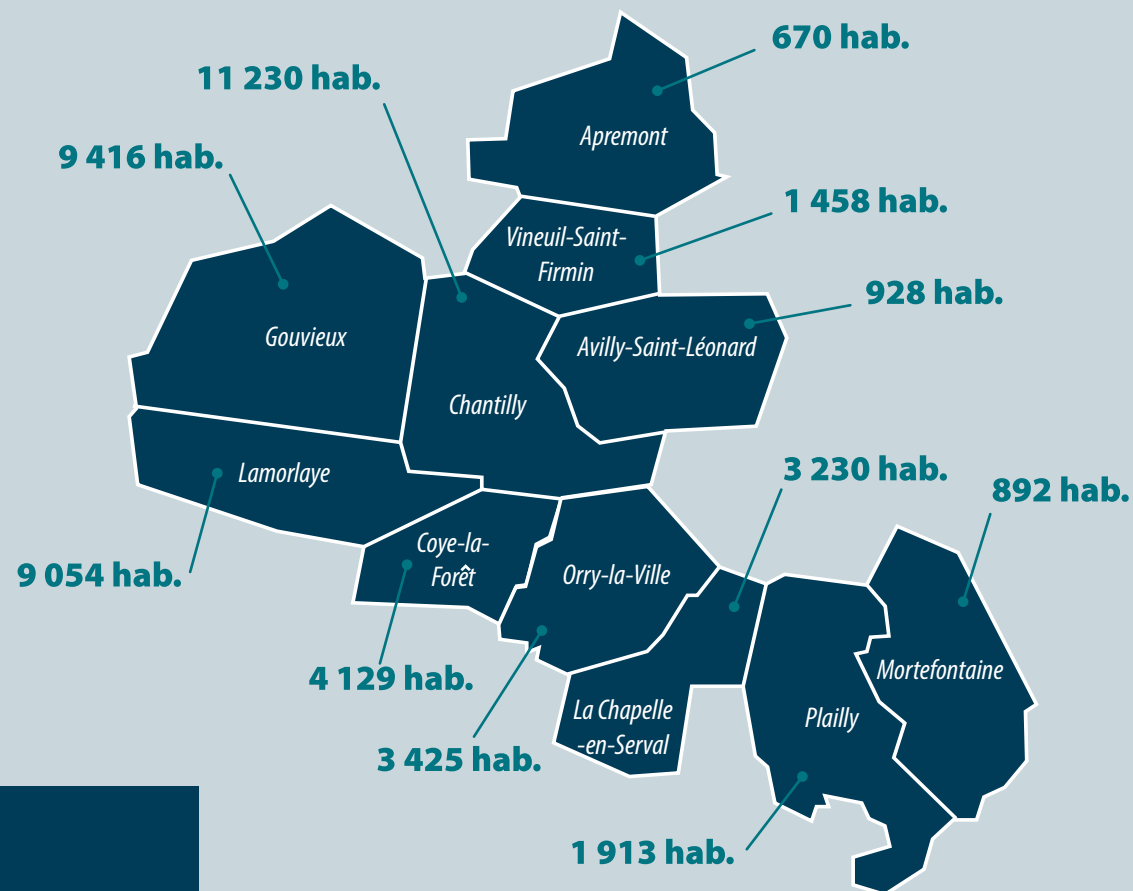 670 hab.
11 230 hab.
Apremont
9 416 hab.
1 458 hab.
Vineuil-Saint-
Firmin
928 hab.
Gouvieux
Avilly-Saint-Léonard
Chantilly
Lamorlaye
3 230 hab.
892 hab.
Coye-la-
Forêt
Orry-la-Ville
9 054 hab.
4 129 hab.
Mortefontaine
La Chapelle
-en-Serval
Plailly
3 425 hab.
1 913 hab.